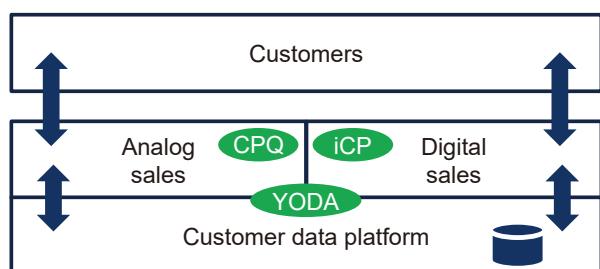 Customers
Analog
sales
CPQ
iCP
Digital
sales
YODA
Customer data platform